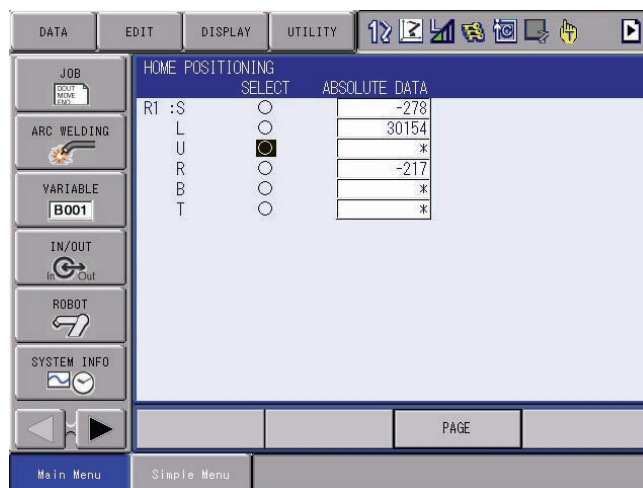 DATA EDIT DISPLAY UTILITY
JOB
DOUT
MOVE
END
ARC WELDING
VARIABLE
B001
IN/OUT
In Out
ROBOT
SYSTEM INFO
HOME POSITIONING
SELECT ABSOLUTE DATA
R1 :S -278
L 30154
U *
R -217
B *
T *
PAGE
Main Menu Simple Menu